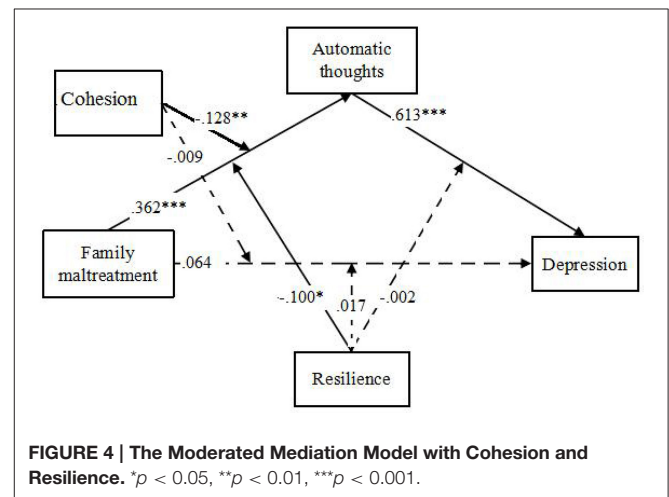 Automatic
thoughts
Cohesion
-.128**
.613***
-.009
.362***
Family
maltreatment
.064
Depression
-.100*
.017
-.002
Resilience
FIGURE 4 | The Moderated Mediation Model with Cohesion and
Resilience. *p < 0.05, **p < 0.01, ***p < 0.001.